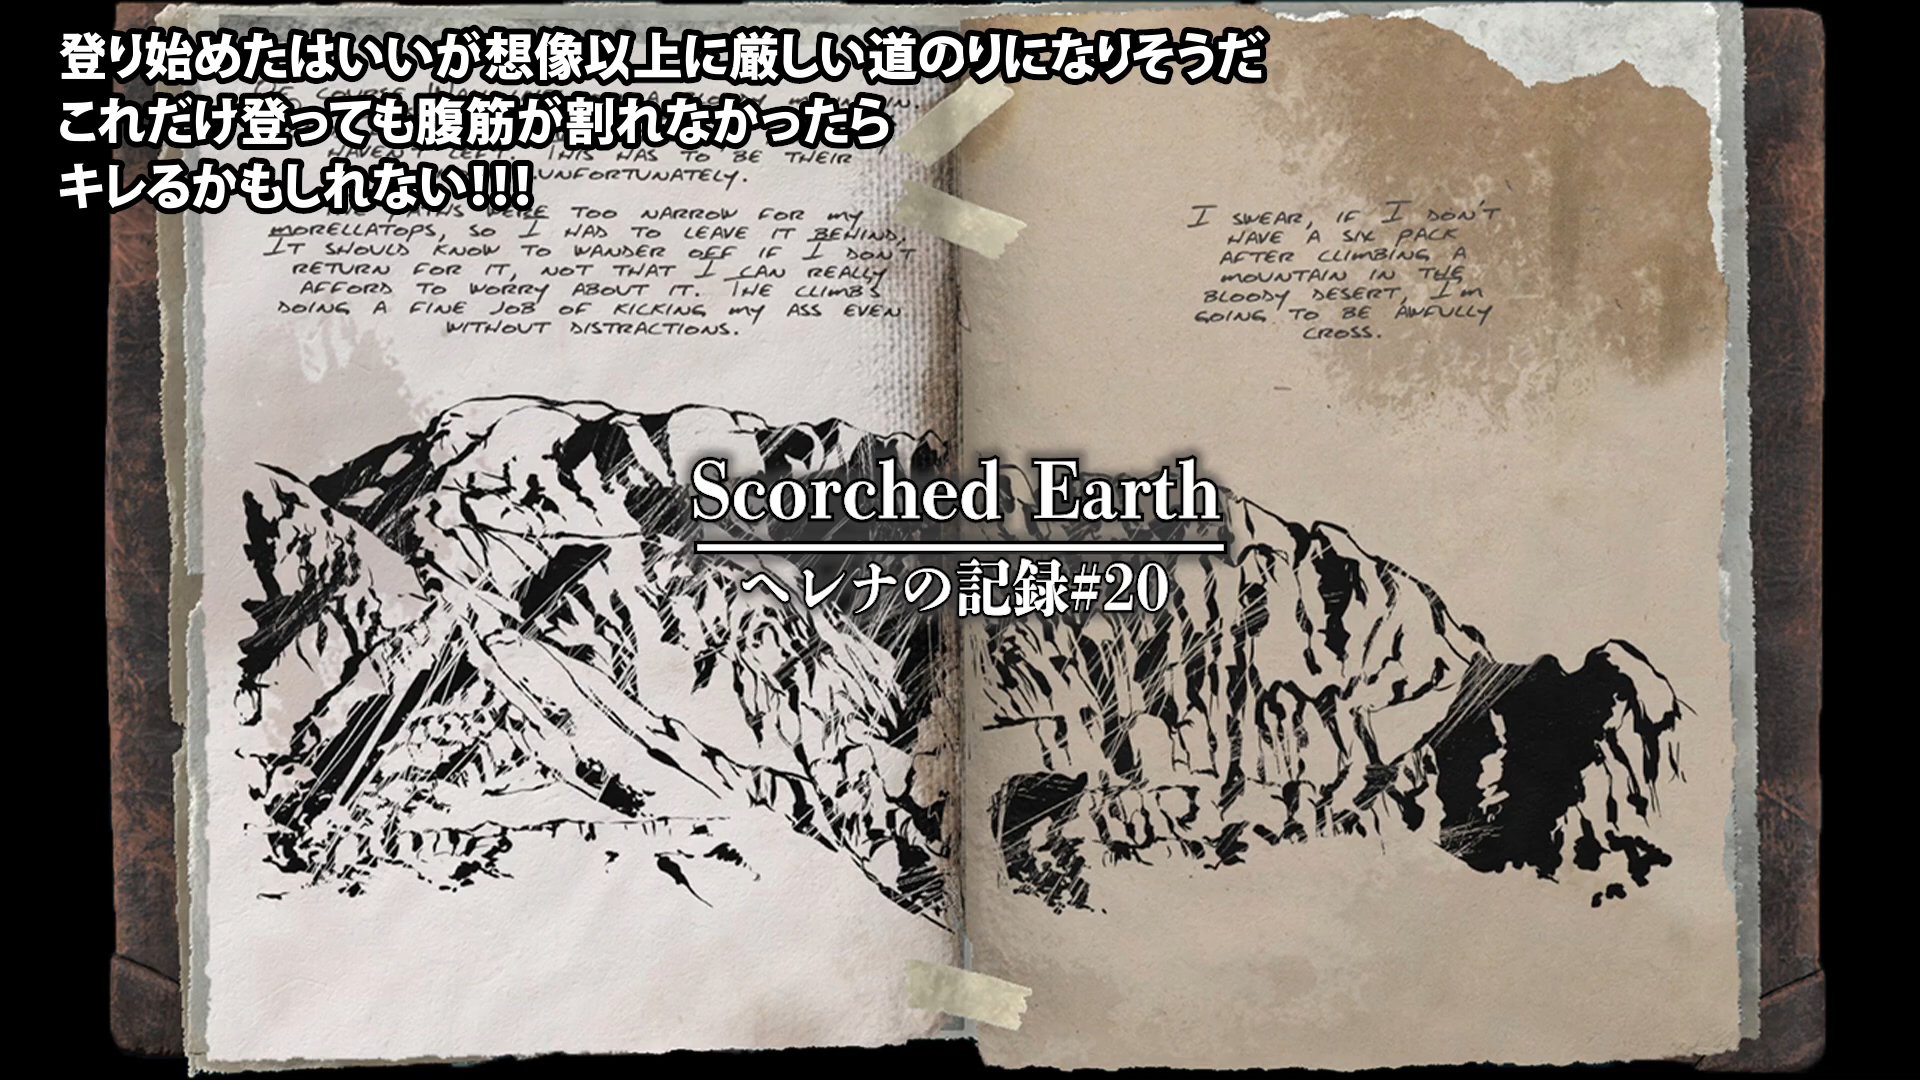 登り始めたはいいが想像以上に厳しい道のりになりそうだ
これだけ登っても腹筋が割れなかったら
キレるかもしれない!!!
HAVEN'T LEFT. THIS HAS TO BE THEIR
UNFORTUNATELY.
PATHS WERE TOO NARROW FOR MY
MORELLATOPS, SO I HAD TO LEAVE IT BEHIND.
IT SHOULD KNOW TO WANDER OFF IF I DON'T
RETURN FOR IT, NOT THAT I CAN REALLY
AFFORD TO WORRY ABOUT IT. THE CLIMB'S
DOING A FINE JOB OF KICKING MY ASS EVEN
WITHOUT DISTRACTIONS.
I SWEAR, IF I DON'T
HAVE A SIX PACK
AFTER CLIMBING A
MOUNTAIN IN THE
BLOODY DESERT, I'M
GOING TO BE AWFULLY
CROSS.
Scorched Earth
ヘレナの記録#20